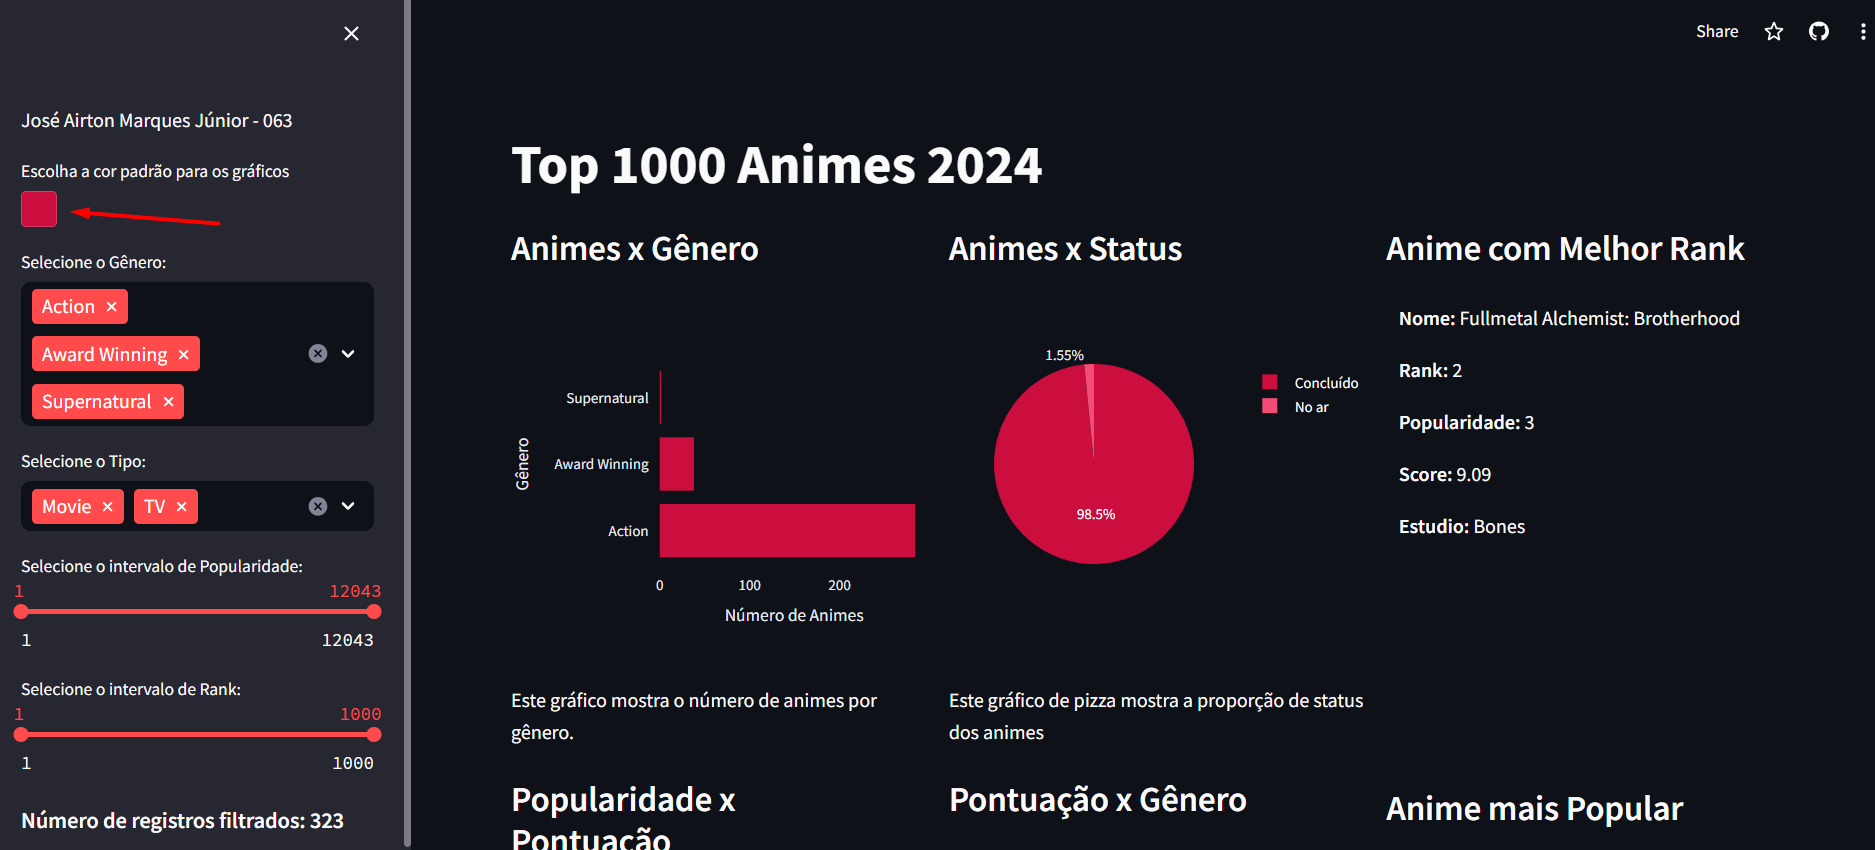 Share
José Airton Marques Júnior - 063
Escolha a cor padrão para os gráficos
Selecione o Gênero:
Action
Award Winning
Supernatural
Selecione o Tipo:
Movie TV
Selecione o intervalo de Popularidade:
1 12043
1 12043
Selecione o intervalo de Rank:
1 1000
1 1000
Número de registros filtrados: 323
Top 1000 Animes 2024
Animes x Gênero
Supernatural
Award Winning
Action
Gênero
0 100 200
Número de Animes
Este gráfico mostra o número de animes por
gênero.
Animes x Status
1.55%
98.5%
Concluído
No ar
Este gráfico de pizza mostra a proporção de status
dos animes
Anime com Melhor Rank
Nome: Fullmetal Alchemist: Brotherhood
Rank: 2
Popularidade: 3
Score: 9.09
Estudio: Bones
Popularidade x
Pontuação
Pontuação x Gênero
Anime mais Popular